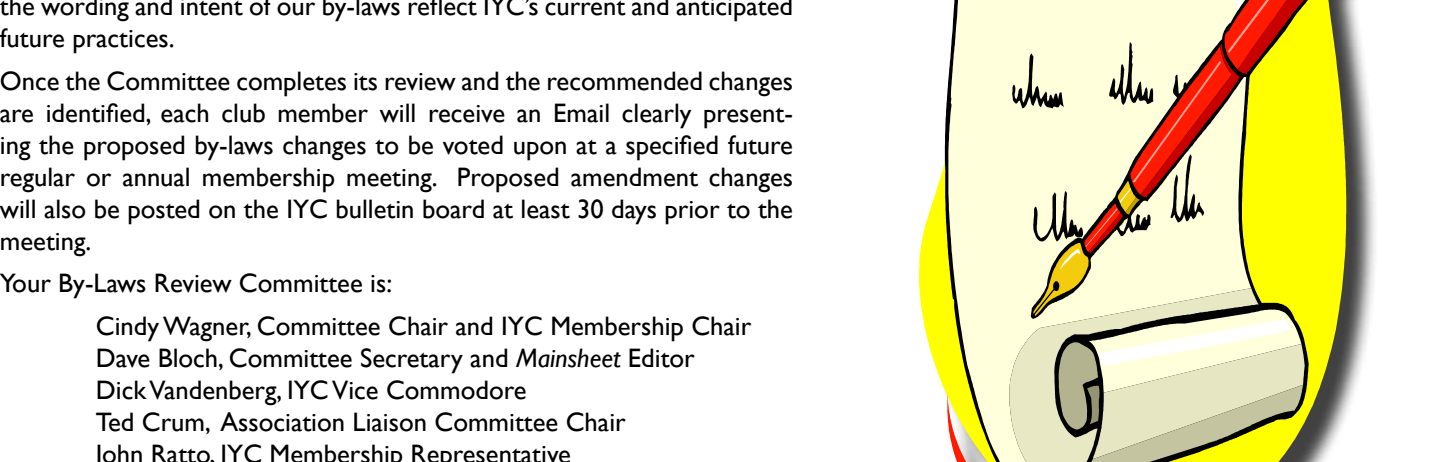 the wording and intent of our by-laws reflect IYC's current and anticipated
future practices.
Once the Committee completes its review and the recommended changes
are identified, each club member will receive an Email clearly present-
ing the proposed by-laws changes to be voted upon at a specified future
regular or annual membership meeting. Proposed amendment changes
will also be posted on the IYC bulletin board at least 30 days prior to the
meeting.
Your By-Laws Review Committee is:
Cindy Wagner, Committee Chair and IYC Membership Chair
Dave Bloch, Committee Secretary and Mainsheet Editor
Dick Vandenberg, IYC Vice Commodore
Ted Crum, Association Liaison Committee Chair
John Ratto, IYC Membership Representative